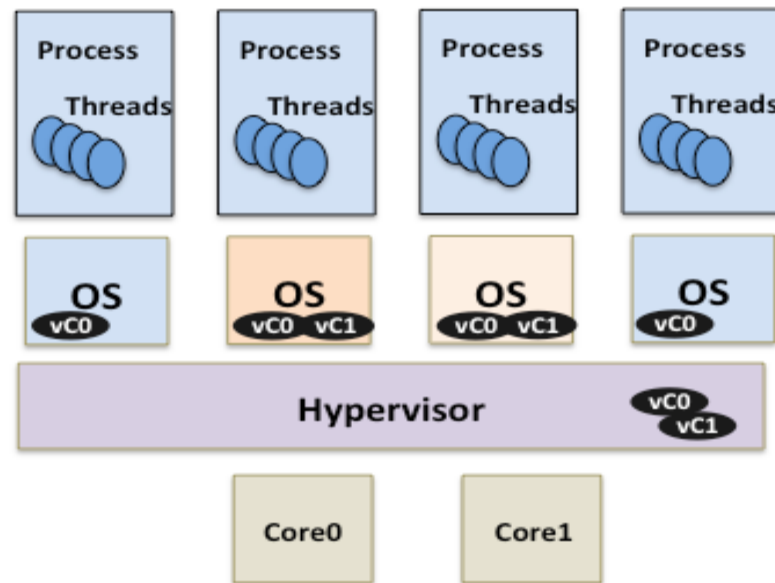 Process
Threads
Process
Threads
Process
Threads
Process
Threads
OS
vC0
OS
vC0 vC1
OS
vC0 vC1
OS
vC0
Hypervisor
vC0
vC1
Core0
Core1